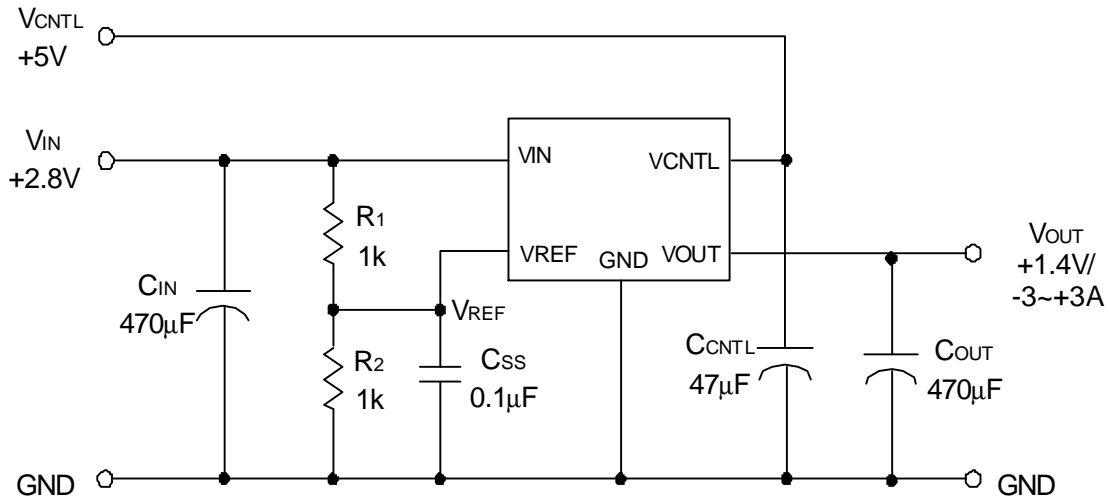 VCNTL
+5V
VIN
+2.8V
VIN
VCNTL
R1
1k
VREF
GND
VOUT
VOUT
+1.4V/
-3~+3A
CIN
470μF
VREF
R2
1k
CSS
0.1μF
CCNTL
47μF
COUT
470μF
GND
GND